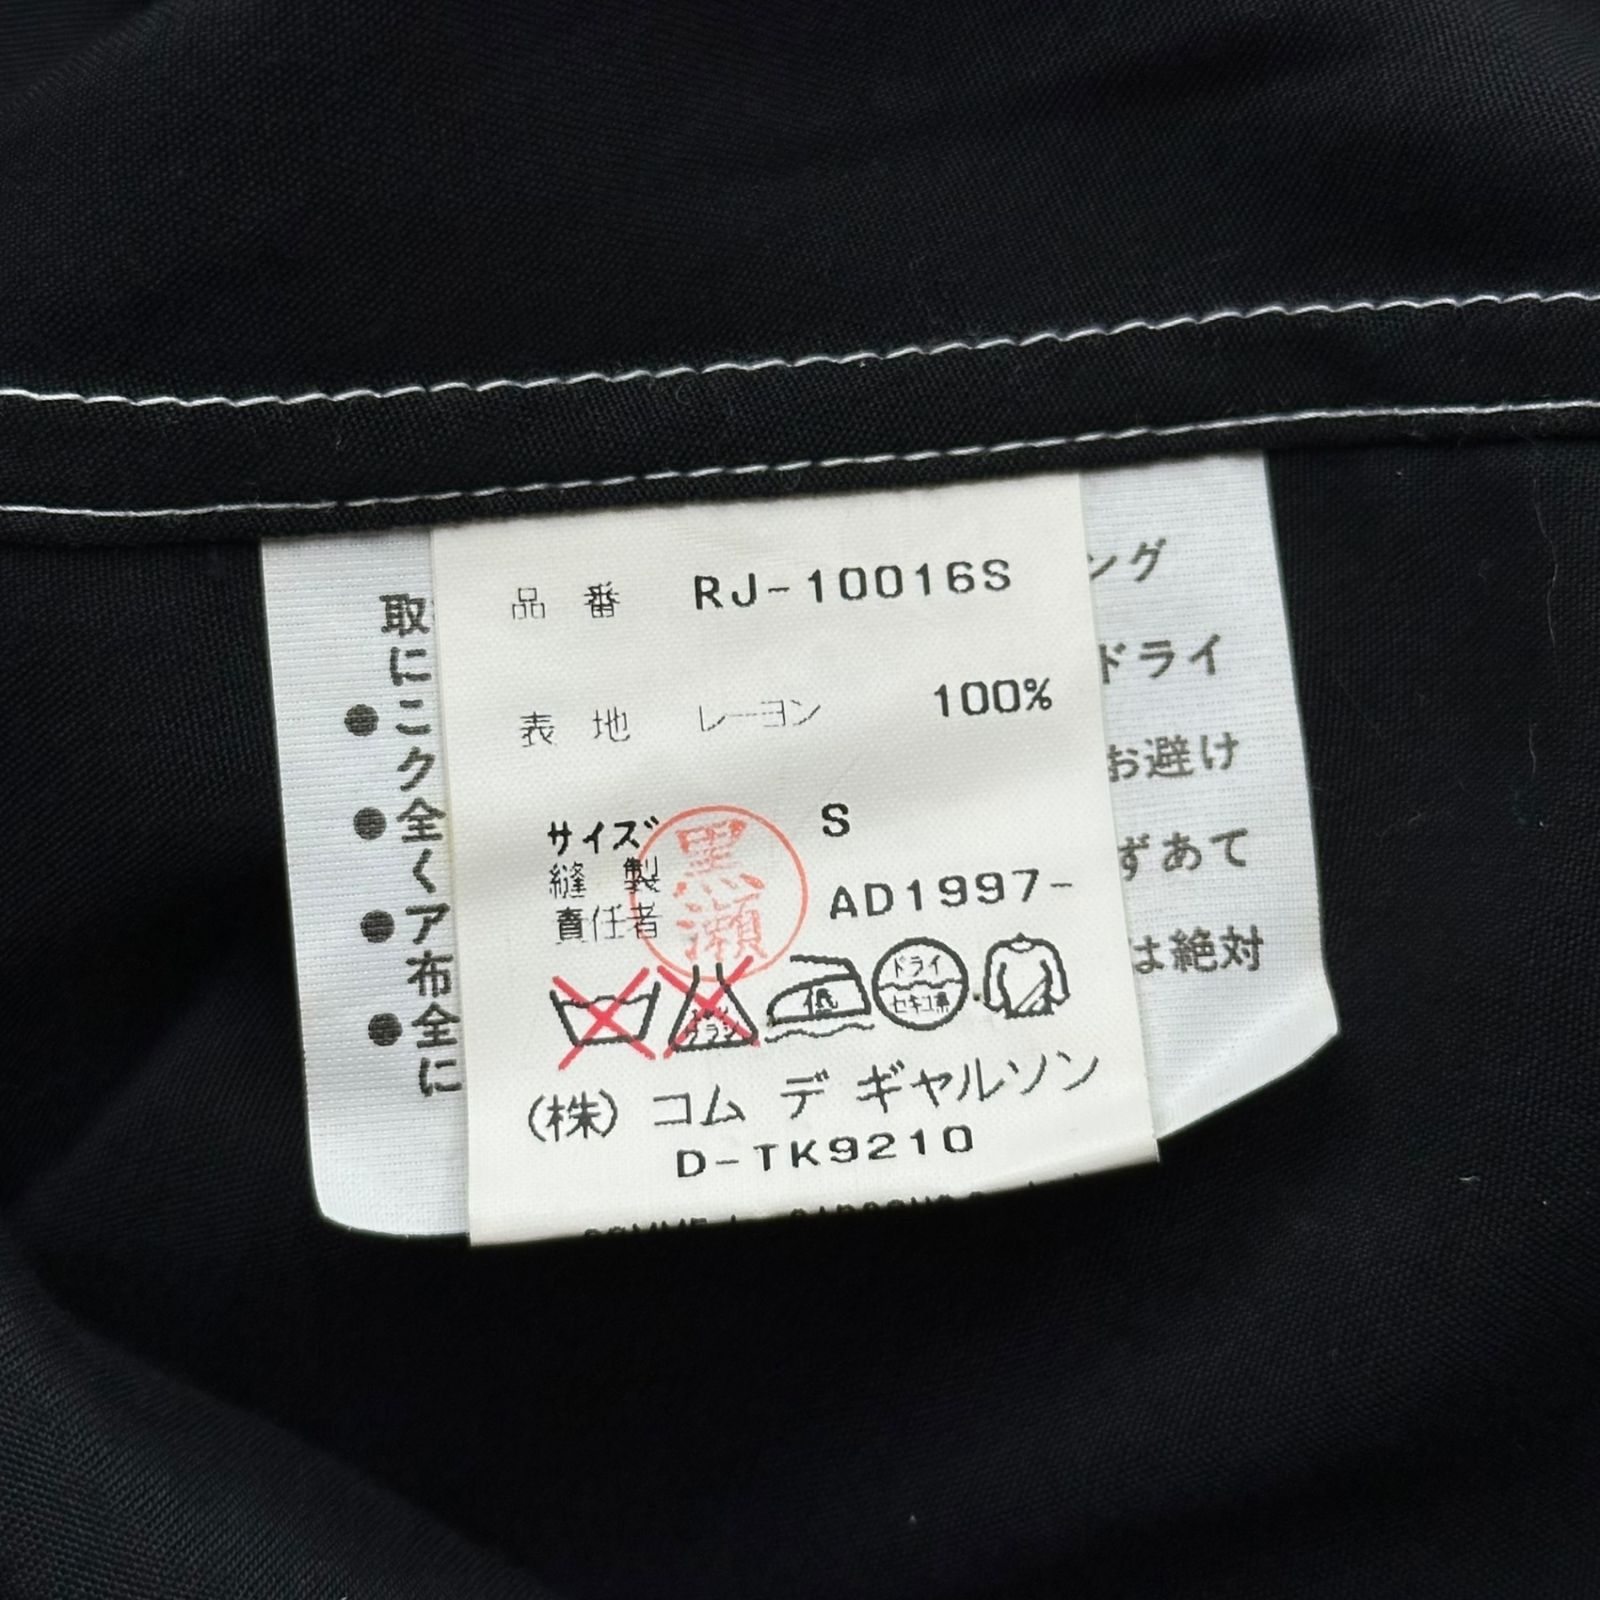 品番 RJ-10016S
表地 レーヨン 100%
サイズ S
縫製
責任者 黒瀬 AD1997-
ドライ
低 セキユ系
(株) コム デ ギャルソン
D-TK9210
取
に
● こ
ク
● 全
く
● ア
布
● 全
に
ング
ドライ
お避け
ずあて
は絶対